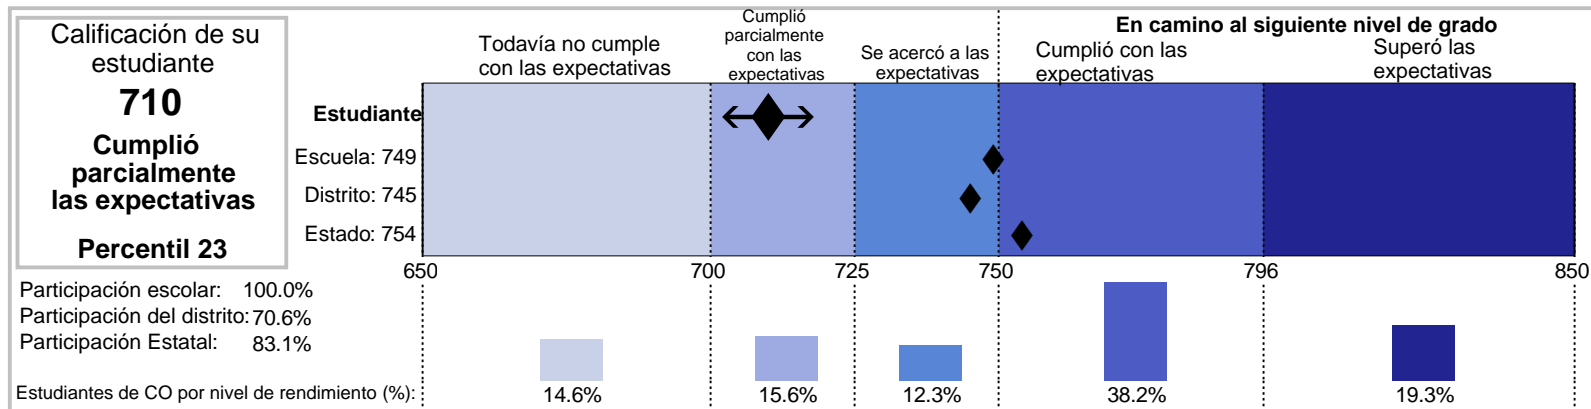 Calificación de su
estudiante
710
Cumplió
parcialmente
las expectativas
Percentil 23
En camino al siguiente nivel de grado
Todavía no cumple
con las expectativas
Cumplió
parcialmente
con las
expectativas
Se acercó a las
expectativas
Cumplió con las
expectativas
Superó las
expectativas
Estudiante
Escuela: 749
Distrito: 745
Estado: 754
650 700 725 750 796 850
Participación escolar: 100.0%
Participación del distrito: 70.6%
Participación Estatal: 83.1%
Estudiantes de CO por nivel de rendimiento (%): 14.6% 15.6% 12.3% 38.2% 19.3%